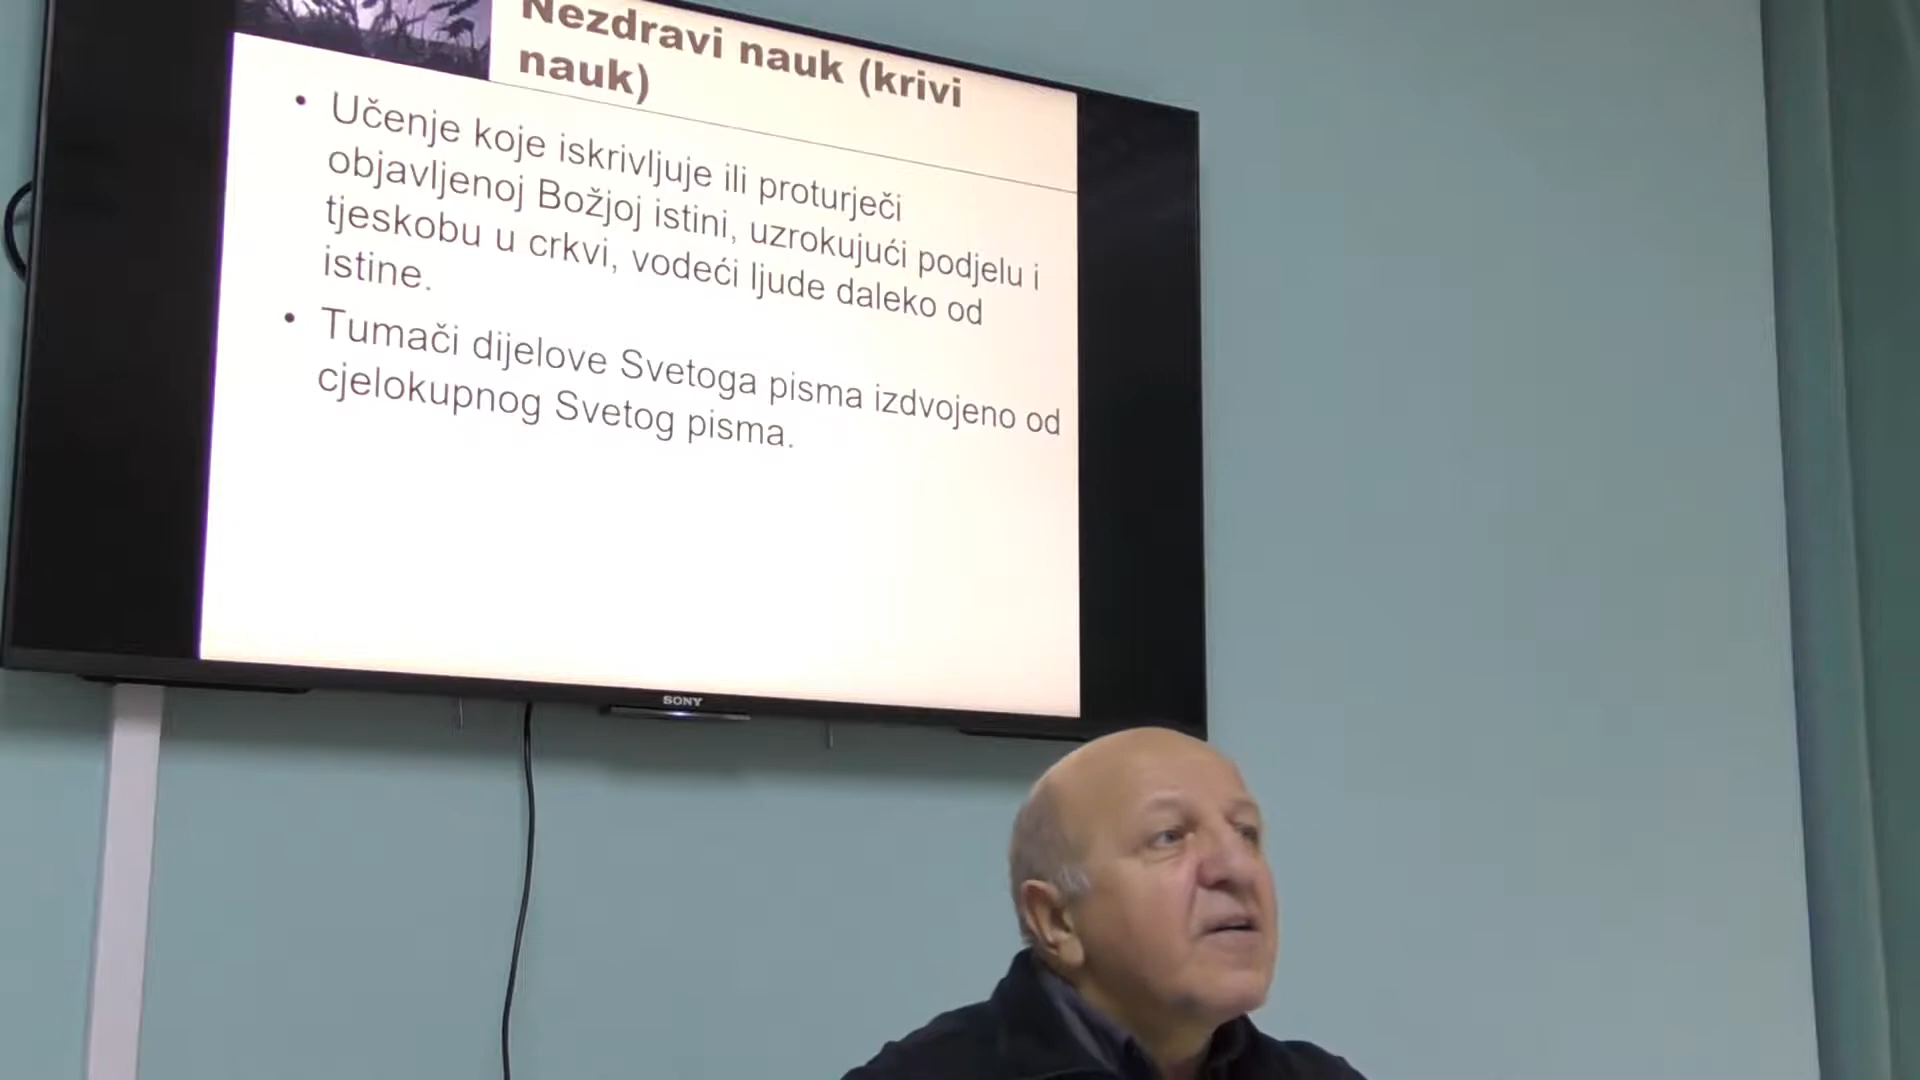 Nezdravi nauk (krivi
nauk)
• Učenje koje iskrivljuje ili proturječi
objavljenoj Božjoj istini, uzrokujući podjelu i
tjeskobu u crkvi, vodeći ljude daleko od
istine.
• Tumači dijelove Svetoga pisma izdvojeno od
cjelokupnog Svetog pisma.
SONY